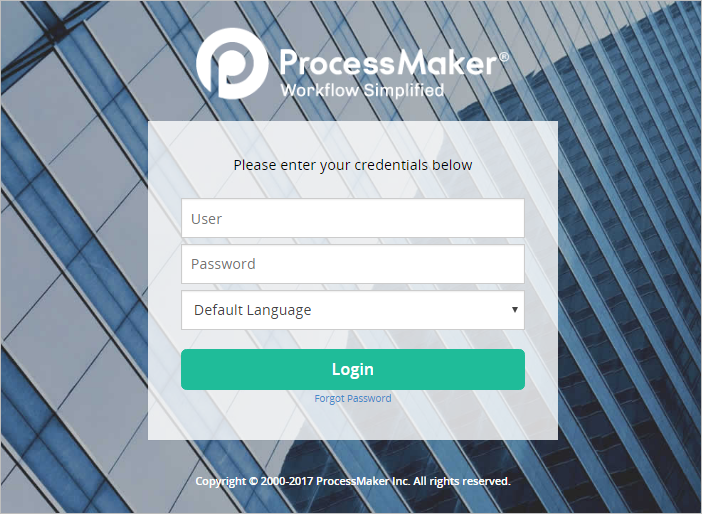 ProcessMaker®
Workflow Simplified
Please enter your credentials below
User
Password
Default Language
Login
Forgot Password
Copyright © 2000-2017 ProcessMaker Inc. All rights reserved.